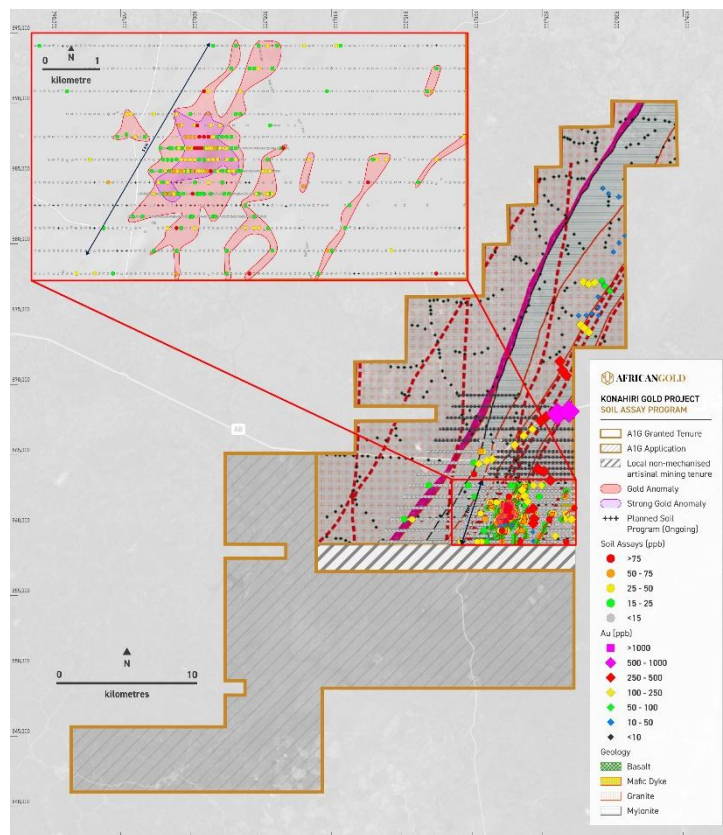 N
0 1
kilometre
A8
N
0 10
kilometres
AFRICANGOLD
KONAHIRI GOLD PROJECT
SOIL ASSAY PROGRAM
A1G Granted Tenure
A1G Application
Local non-mechanised
artisinal mining tenure
Gold Anomaly
Strong Gold Anomaly
Planned Soil
Program (Ongoing)
Soil Assays (ppb)
>75
50 - 75
25 - 50
15 - 25
<15
Au (ppb)
>1000
500 - 1000
250 - 500
100 - 250
50 - 100
10 - 50
<10
Geology
Basalt
Mafic Dyke
Granite
Mylonite